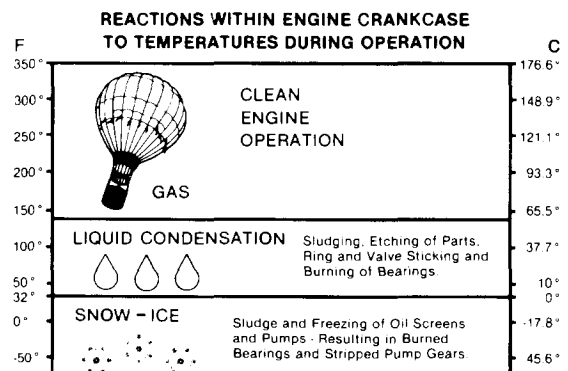 REACTIONS WITHIN ENGINE CRANKCASE
TO TEMPERATURES DURING OPERATION
F
C
350°
176.6°
300°
148.9°
250°
121.1°
200°
93.3°
150°
65.5°
CLEAN
ENGINE
OPERATION
GAS
LIQUID CONDENSATION
Sludging, Etching of Parts,
Ring and Valve Sticking and
Burning of Bearings.
100°
37.7°
50°
10°
32°
0°
SNOW – ICE
Sludge and Freezing of Oil Screens
and Pumps - Resulting in Burned
Bearings and Stripped Pump Gears.
0°
-17.8°
-50°
45.6°